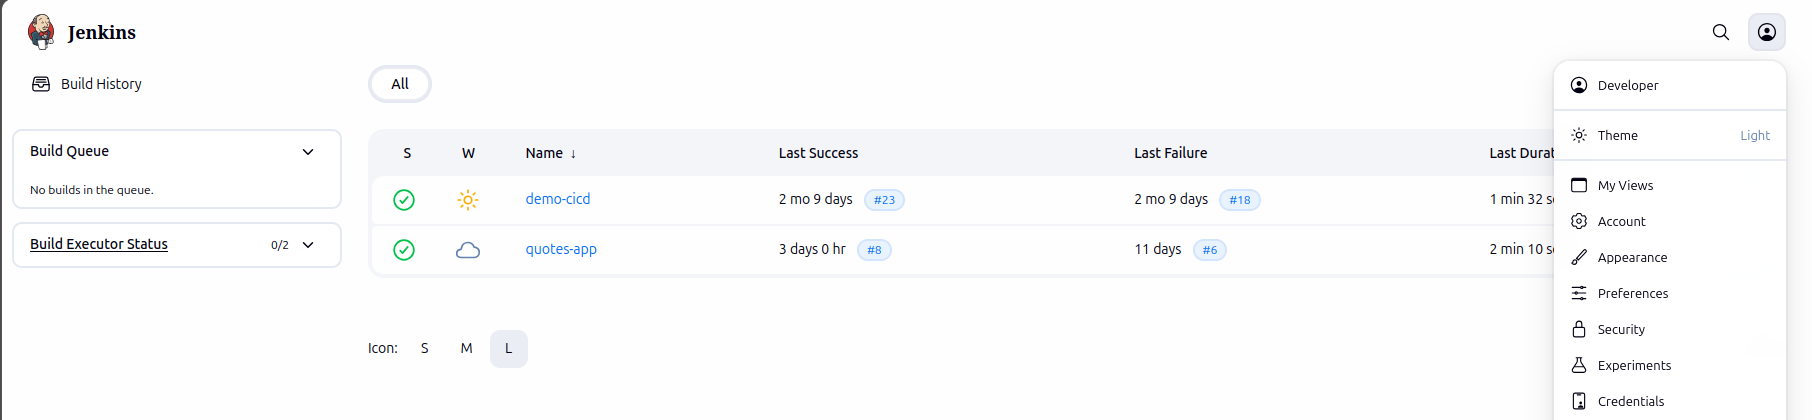 Jenkins
Build History
All
Build Queue
No builds in the queue.
Build Executor Status 0/2
S W Name ↓ Last Success Last Failure Last Durat
demo-cicd 2 mo 9 days #23 2 mo 9 days #18 1 min 32 s
quotes-app 3 days 0 hr #8 11 days #6 2 min 10 s
Icon: S M L
Developer
Theme Light
My Views
Account
Appearance
Preferences
Security
Experiments
Credentials